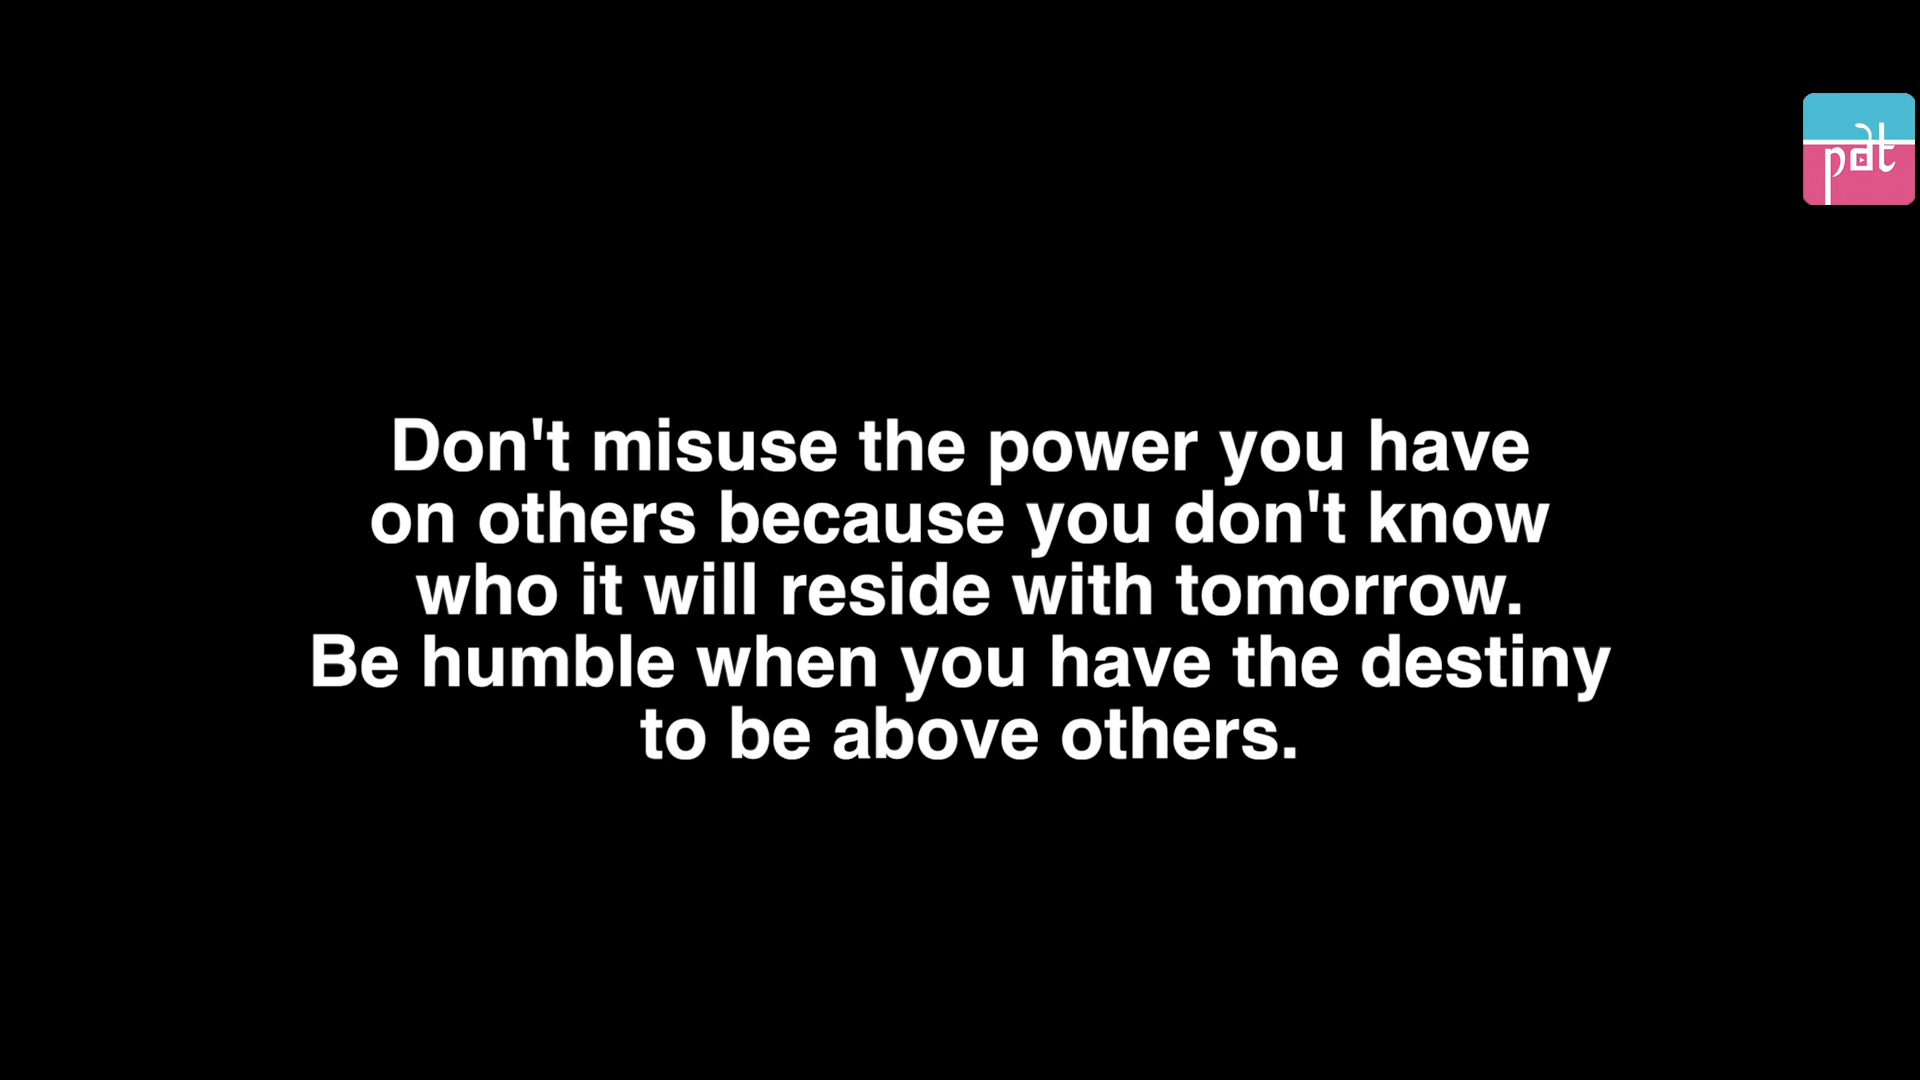 pat
Don't misuse the power you have
on others because you don't know
who it will reside with tomorrow.
Be humble when you have the destiny
to be above others.